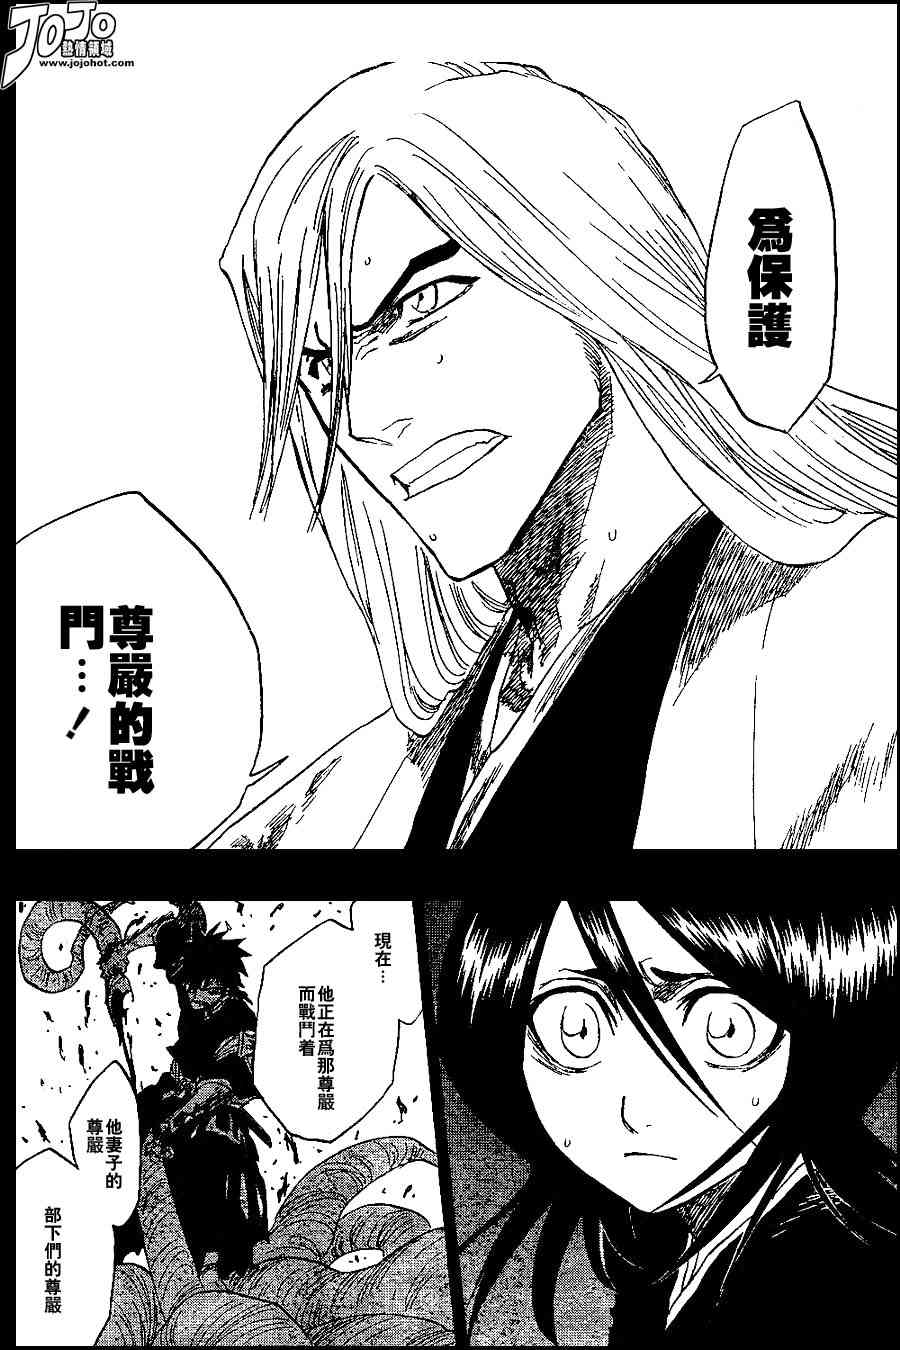 JOJO
熱情領域
www.jojohot.com
爲保護
尊嚴的戰
鬥…！
現在…
他正在爲那尊嚴
而戰鬥着
他妻子的
尊嚴
部下們的尊嚴